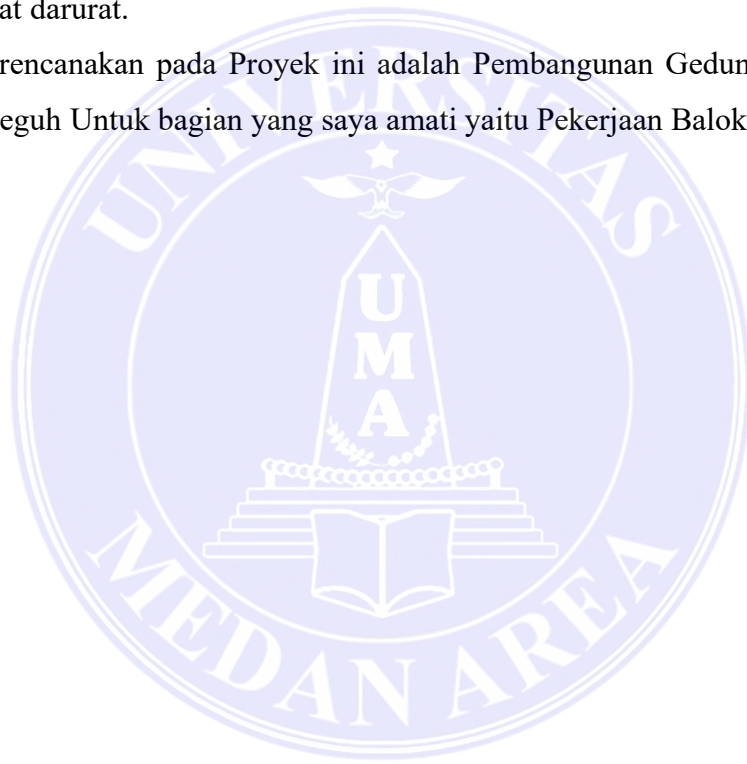 at darurat.
rencanakan pada Proyek ini adalah Pembangunan Gedun
eguh Untuk bagian yang saya amati yaitu Pekerjaan Balok
UNIVERSITAS
U
M
A
MEDAN AREA